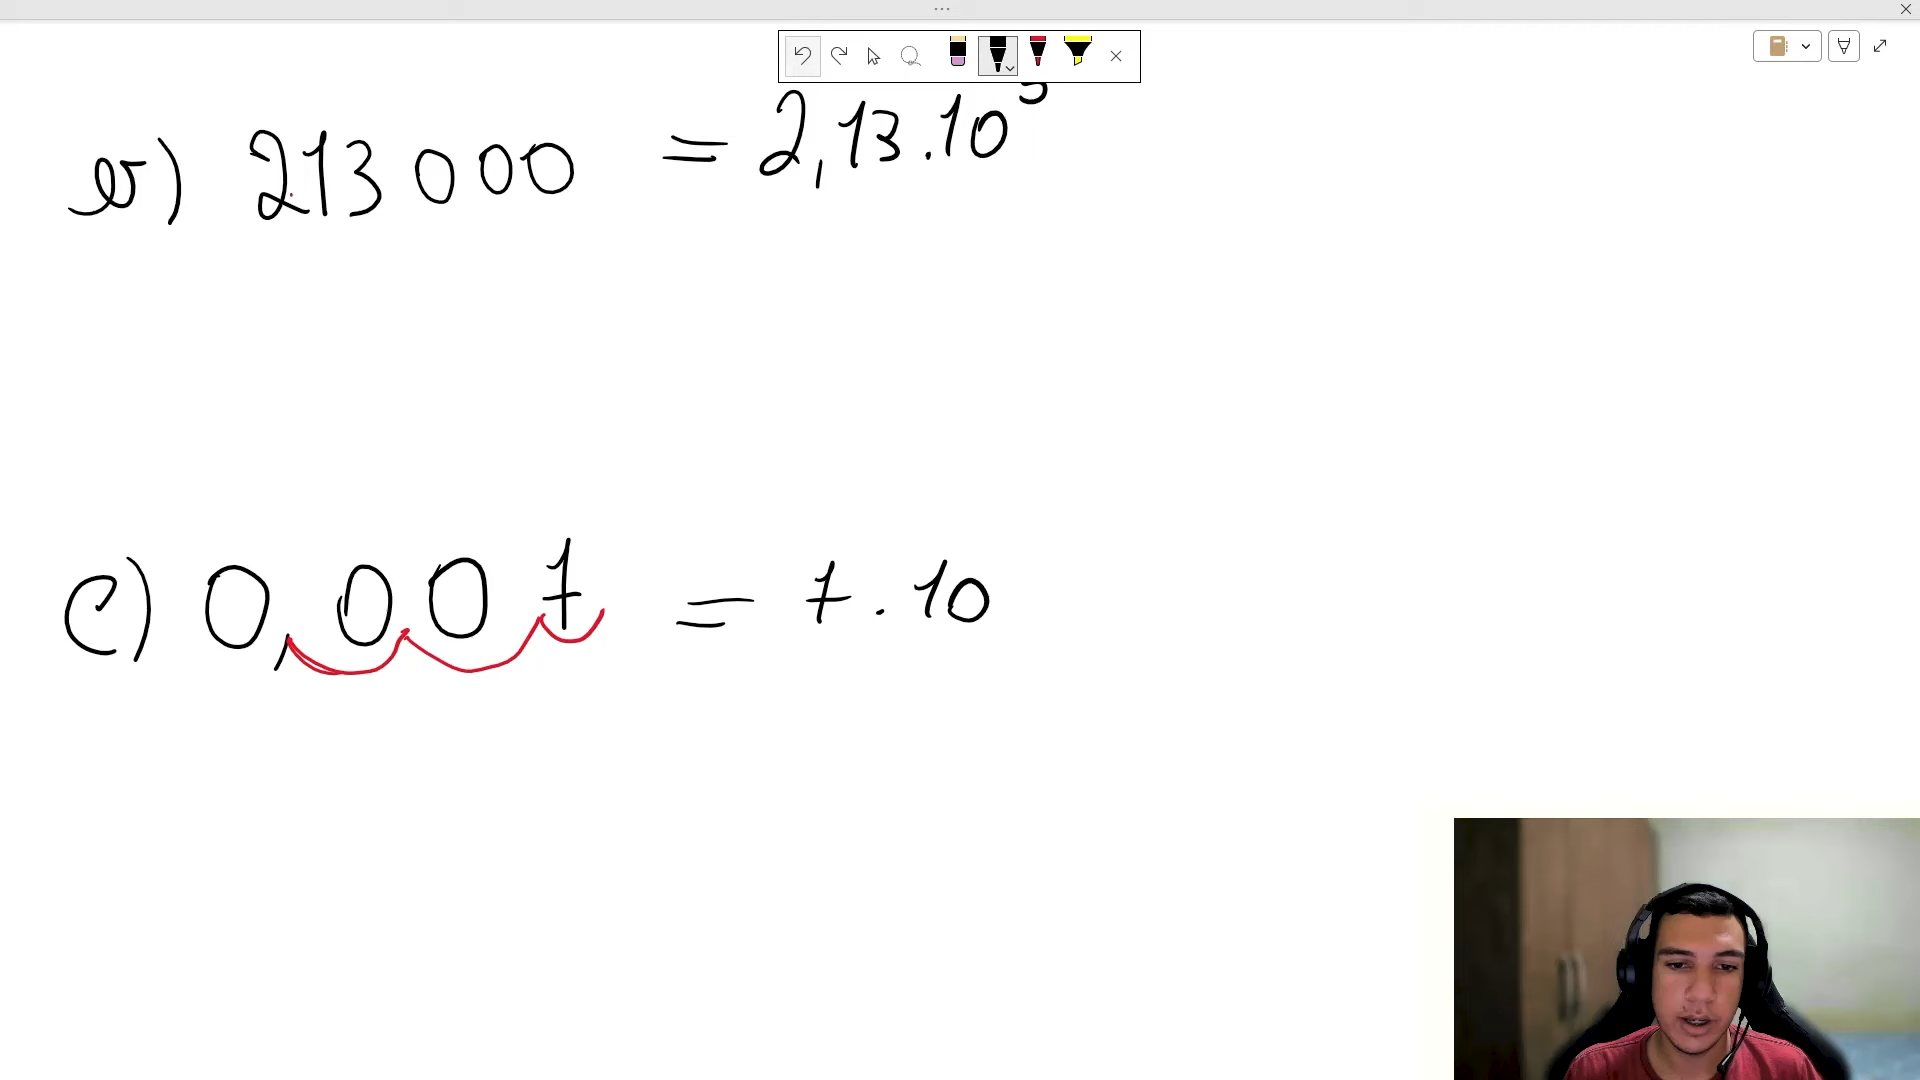 b) 213 000 = 2,13.10⁵
c) 0,007 = 7.10